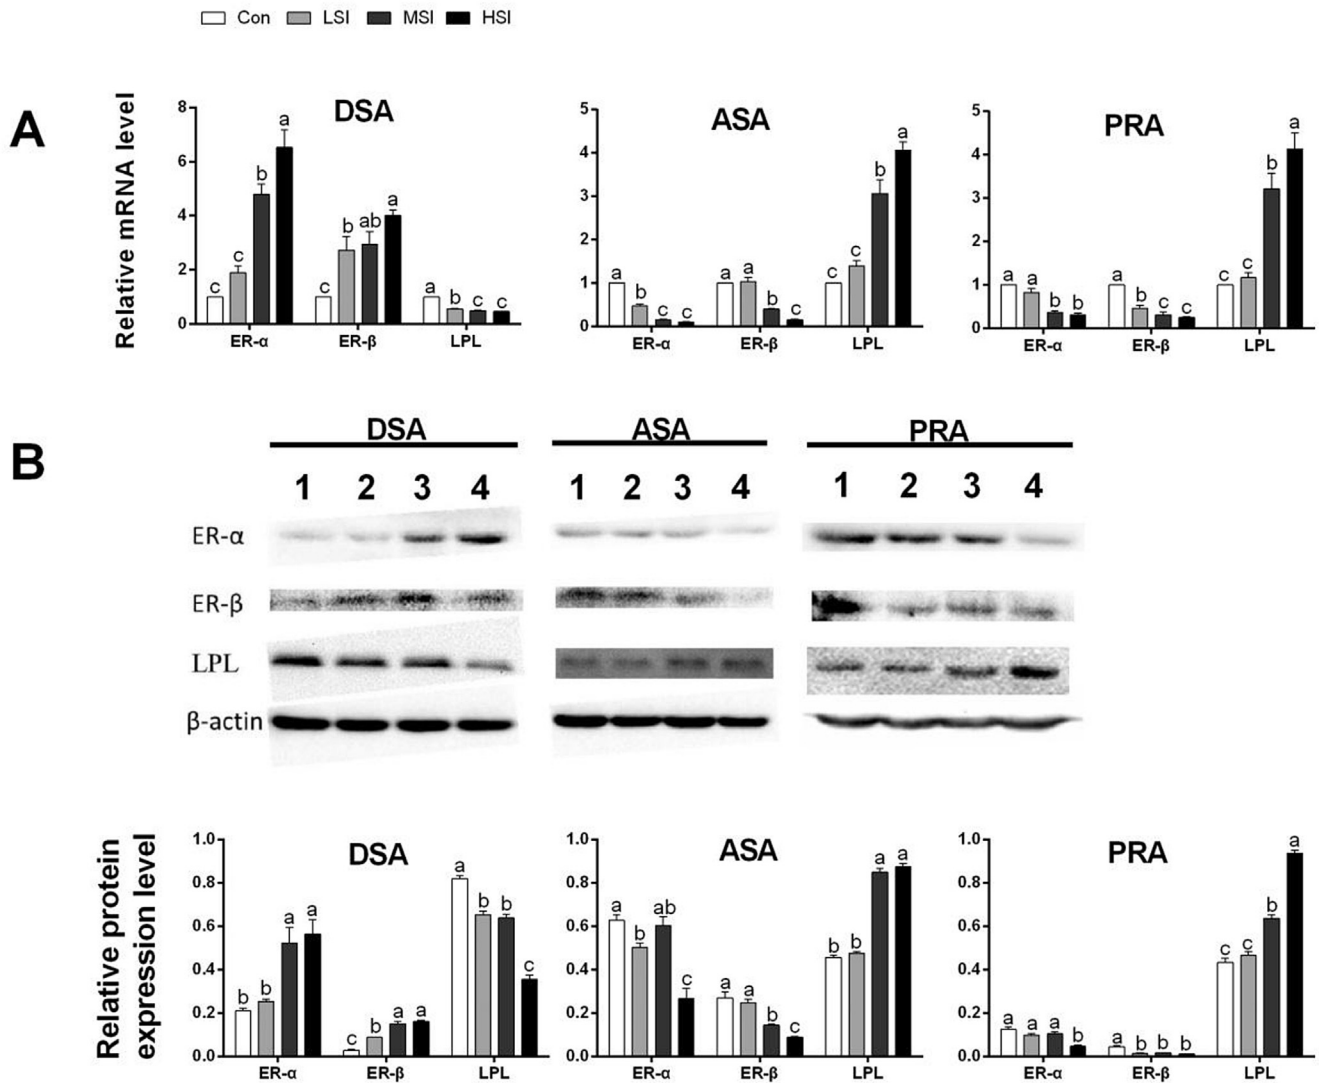 Con LSI MSI HSI
A
Relative mRNA level
DSA
8
6
4
2
0
c c b a
c b ab a
a b c c
ER-α ER-β LPL
ASA
5
4
3
2
1
0
a b c c
a a b c
c c b a
ER-α ER-β LPL
PRA
5
4
3
2
1
0
a a b b
a b c c
c c b a
ER-α ER-β LPL
B
DSA ASA PRA
1 2 3 4 1 2 3 4 1 2 3 4
ER-α
ER-β
LPL
β-actin
Relative protein
expression level
DSA
1.0
0.8
0.6
0.4
0.2
0.0
b b a a
c b a a
a b b c
ER-α ER-β LPL
ASA
1.0
0.8
0.6
0.4
0.2
0.0
a b ab c
a a b c
b b a a
ER-α ER-β LPL
PRA
1.0
0.8
0.6
0.4
0.2
0.0
a a a b
a b b b
c c b a
ER-α ER-β LPL